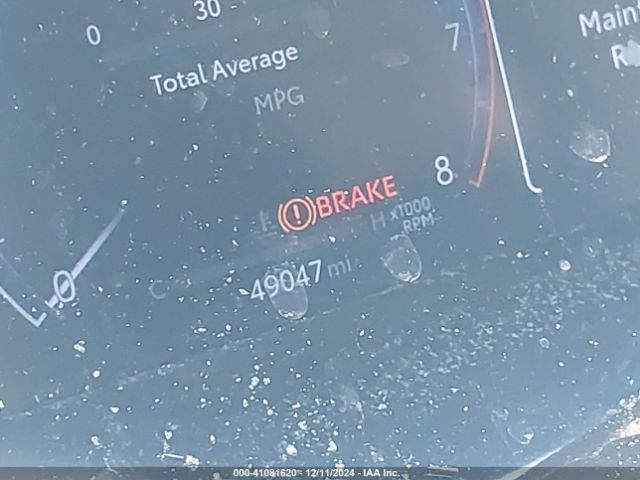 0 30
7
Main
Total Average
MPG
8
BRAKE
H x1000
RPM
0
C
49047 mi
000-41081620 - 12/11/2024 - IAA Inc.